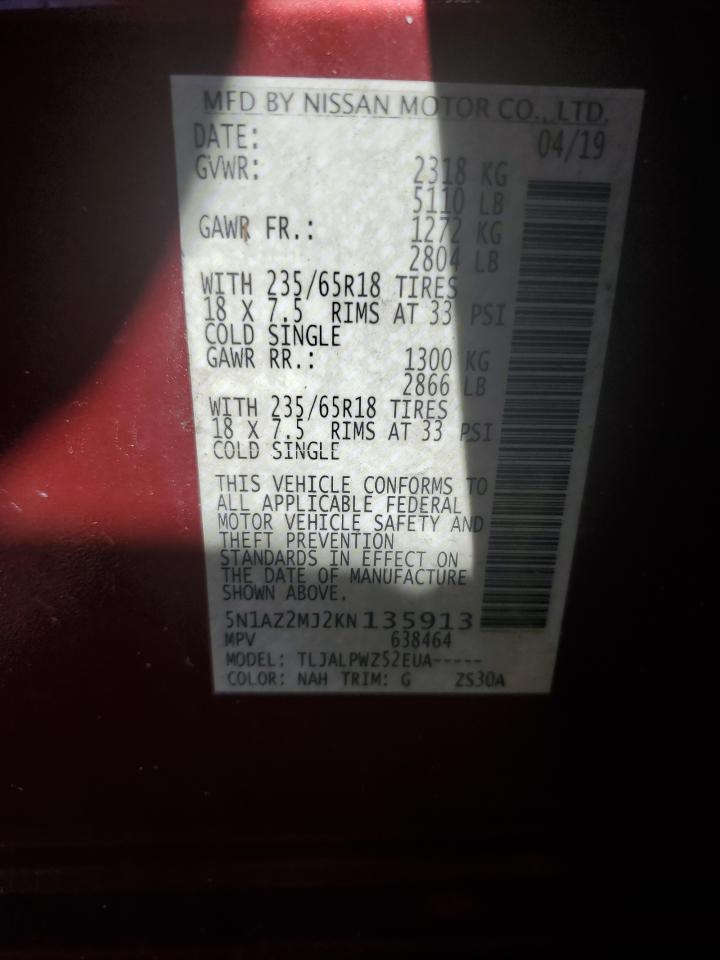 MFD BY NISSAN MOTOR CO., LTD.
DATE: 04/19
GVWR: 2318 KG
5110 LB
GAWR FR.: 1272 KG
2804 LB
WITH 235/65R18 TIRES
18 X 7.5 RIMS AT 33 PSI
COLD SINGLE
GAWR RR.: 1300 KG
2866 LB
WITH 235/65R18 TIRES
18 X 7.5 RIMS AT 33 PSI
COLD SINGLE
THIS VEHICLE CONFORMS TO
ALL APPLICABLE FEDERAL
MOTOR VEHICLE SAFETY AND
THEFT PREVENTION
STANDARDS IN EFFECT ON
THE DATE OF MANUFACTURE
SHOWN ABOVE.
5N1AZ2MJ2KN135913
MPV 638464
MODEL: TLJALPWZ52EUA-----
COLOR: NAH TRIM: G ZS30A